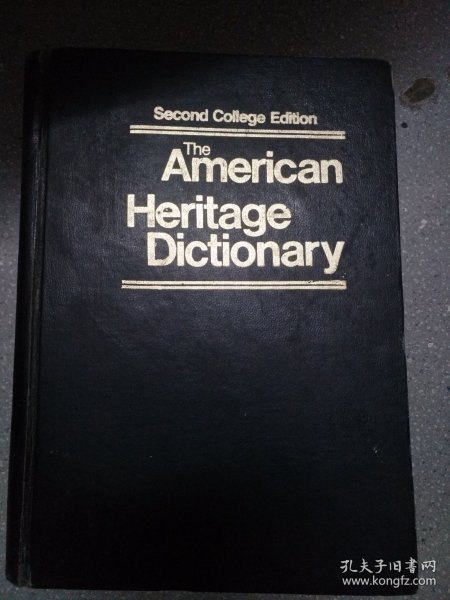 Second College Edition
The
American
Heritage
Dictionary
孔夫子旧书网
www.kongfz.com